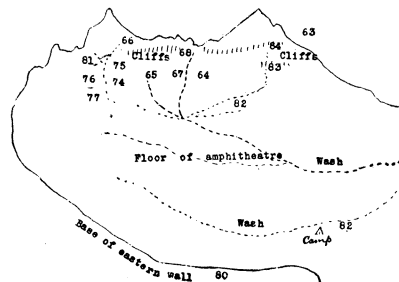 63
66
68
84
81
75
Cliffs
Cliffs
65
67
64
83
76
74
77
82
Floor of amphitheatre
Wash
Wash
82
Camp
Base of eastern wall
80